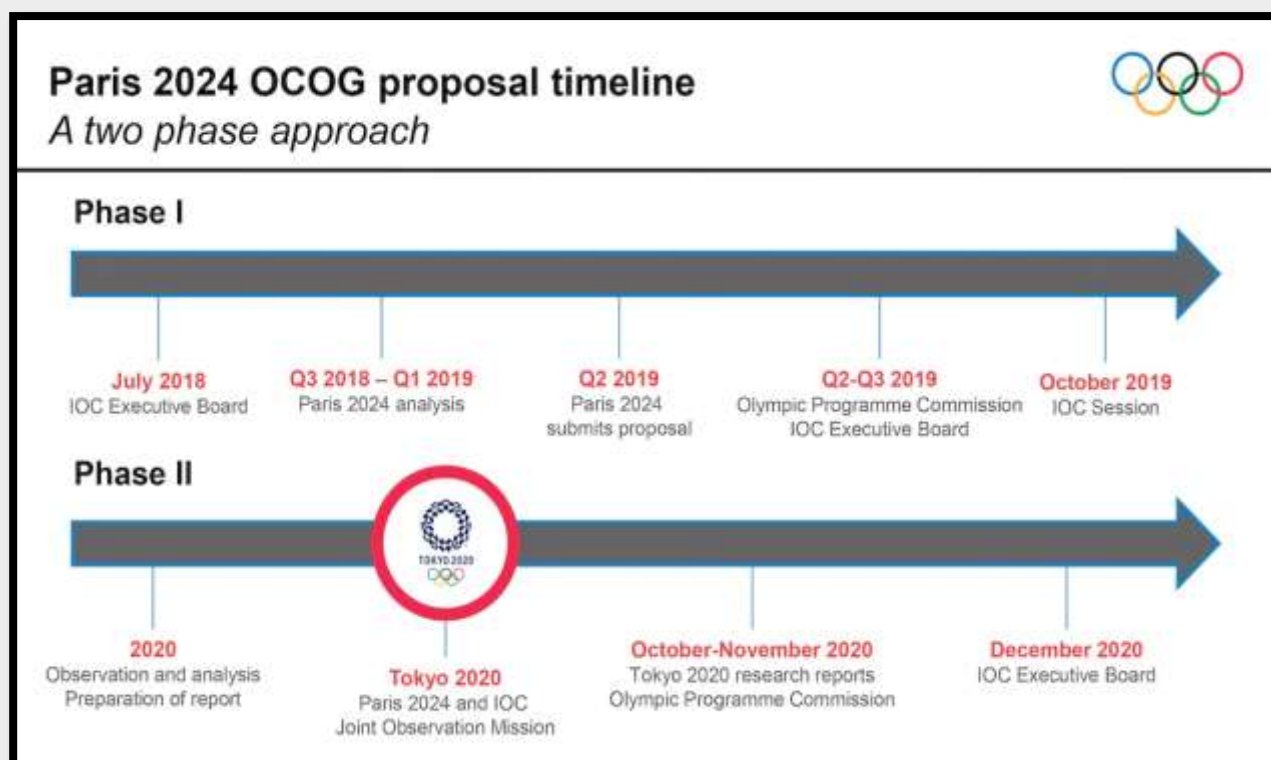 Paris 2024 OCOG proposal timeline
A two phase approach
Phase I
July 2018
IOC Executive Board
Q3 2018 – Q1 2019
Paris 2024 analysis
Q2 2019
Paris 2024
submits proposal
Q2-Q3 2019
Olympic Programme Commission
IOC Executive Board
October 2019
IOC Session
Phase II
TOKYO 2020
2020
Observation and analysis
Preparation of report
Tokyo 2020
Paris 2024 and IOC
Joint Observation Mission
October-November 2020
Tokyo 2020 research reports
Olympic Programme Commission
December 2020
IOC Executive Board